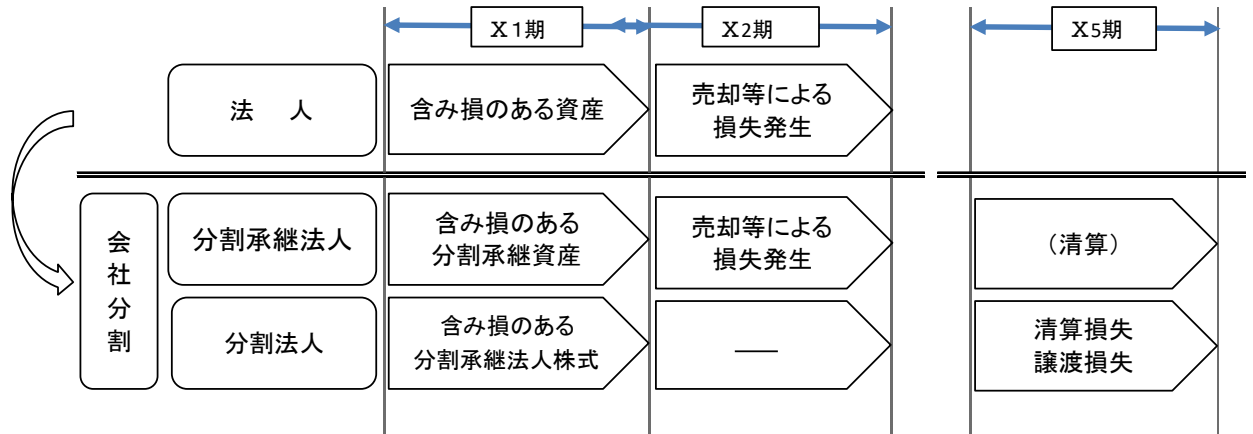 X1期
X2期
X5期
法 人
含み損のある資産
売却等による
損失発生
会
社
分
割
分割承継法人
含み損のある
分割承継資産
売却等による
損失発生
(清算)
分割法人
含み損のある
分割承継法人株式
―
清算損失
譲渡損失